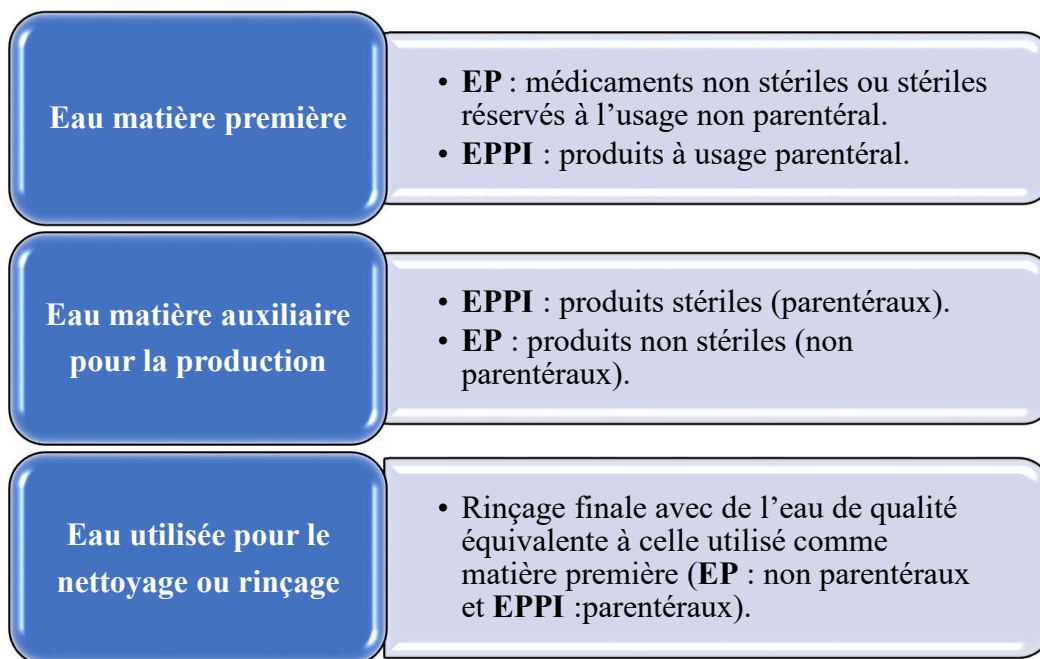 Eau matière première
• EP : médicaments non stériles ou stériles
réservés à l’usage non parentéral.
• EPPI : produits à usage parentéral.
Eau matière auxiliaire
pour la production
• EPPI : produits stériles (parentéraux).
• EP : produits non stériles (non
parentéraux).
Eau utilisée pour le
nettoyage ou rinçage
• Rinçage finale avec de l’eau de qualité
équivalente à celle utilisé comme
matière première (EP : non parentéraux
et EPPI :parentéraux).